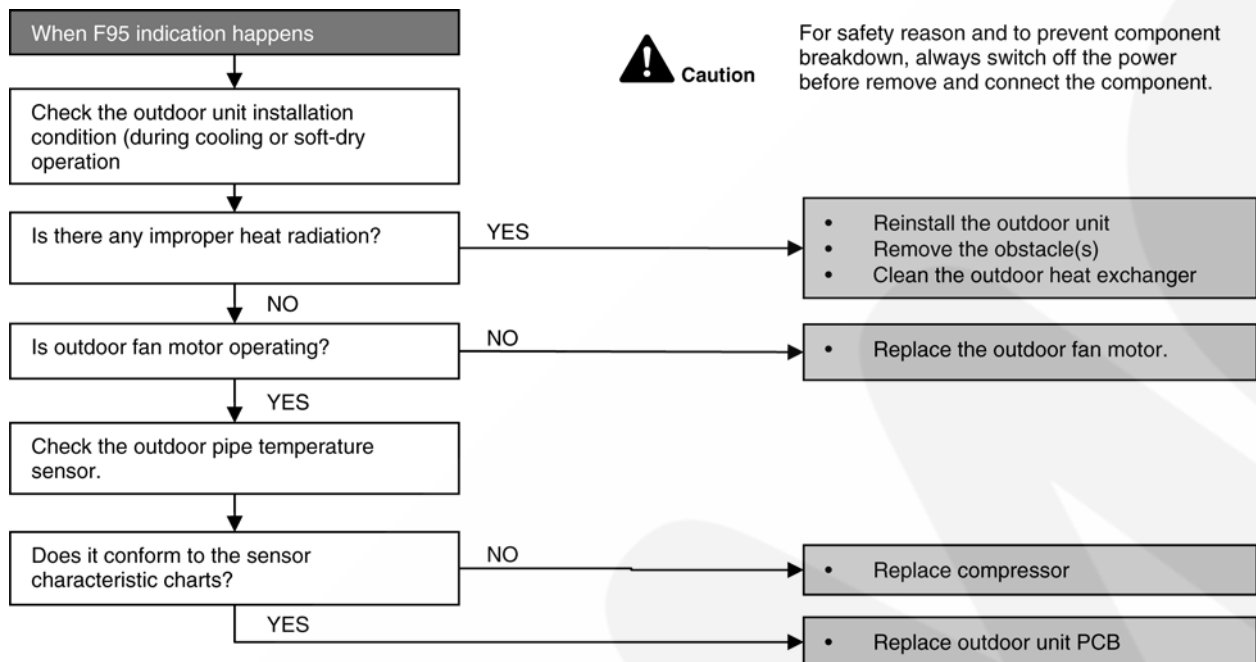 When F95 indication happens
Caution
For safety reason and to prevent component
breakdown, always switch off the power
before remove and connect the component.
Check the outdoor unit installation
condition (during cooling or soft-dry
operation
Is there any improper heat radiation?
YES
• Reinstall the outdoor unit
• Remove the obstacle(s)
• Clean the outdoor heat exchanger
NO
Is outdoor fan motor operating?
NO
• Replace the outdoor fan motor.
YES
Check the outdoor pipe temperature
sensor.
Does it conform to the sensor
characteristic charts?
NO
• Replace compressor
YES
• Replace outdoor unit PCB